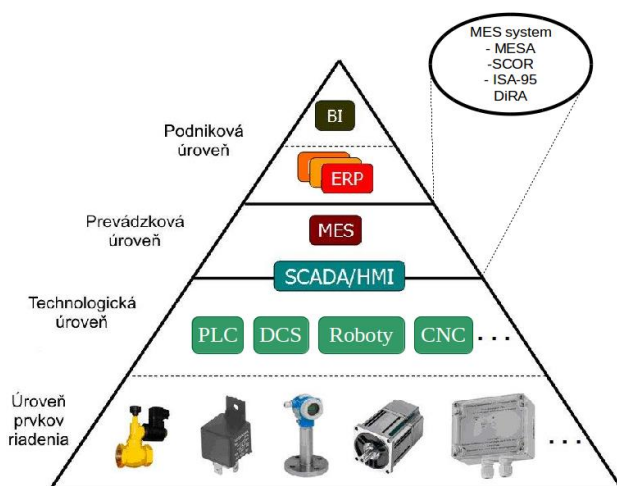 MES system
- MESA
-SCOR
- ISA-95
DiRA
BI
Podniková
úroveň
ERP
Prevádzková
úroveň
MES
SCADA/HMI
Technologická
úroveň
PLC DCS Roboty CNC ...
Úroveň
prvkov
riadenia
...